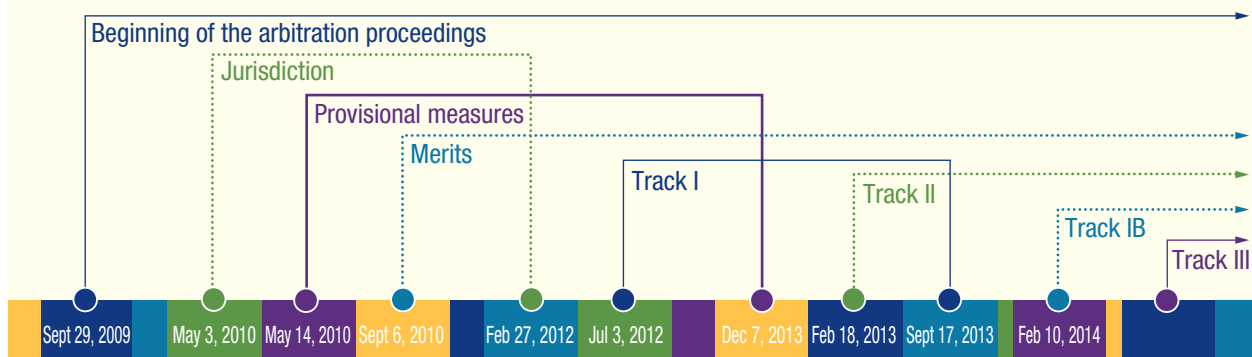 Beginning of the arbitration proceedings
Jurisdiction
Provisional measures
Merits
Track I
Track II
Track IB
Track III
Sept 29, 2009
May 3, 2010
May 14, 2010
Sept 6, 2010
Feb 27, 2012
Jul 3, 2012
Dec 7, 2013
Feb 18, 2013
Sept 17, 2013
Feb 10, 2014